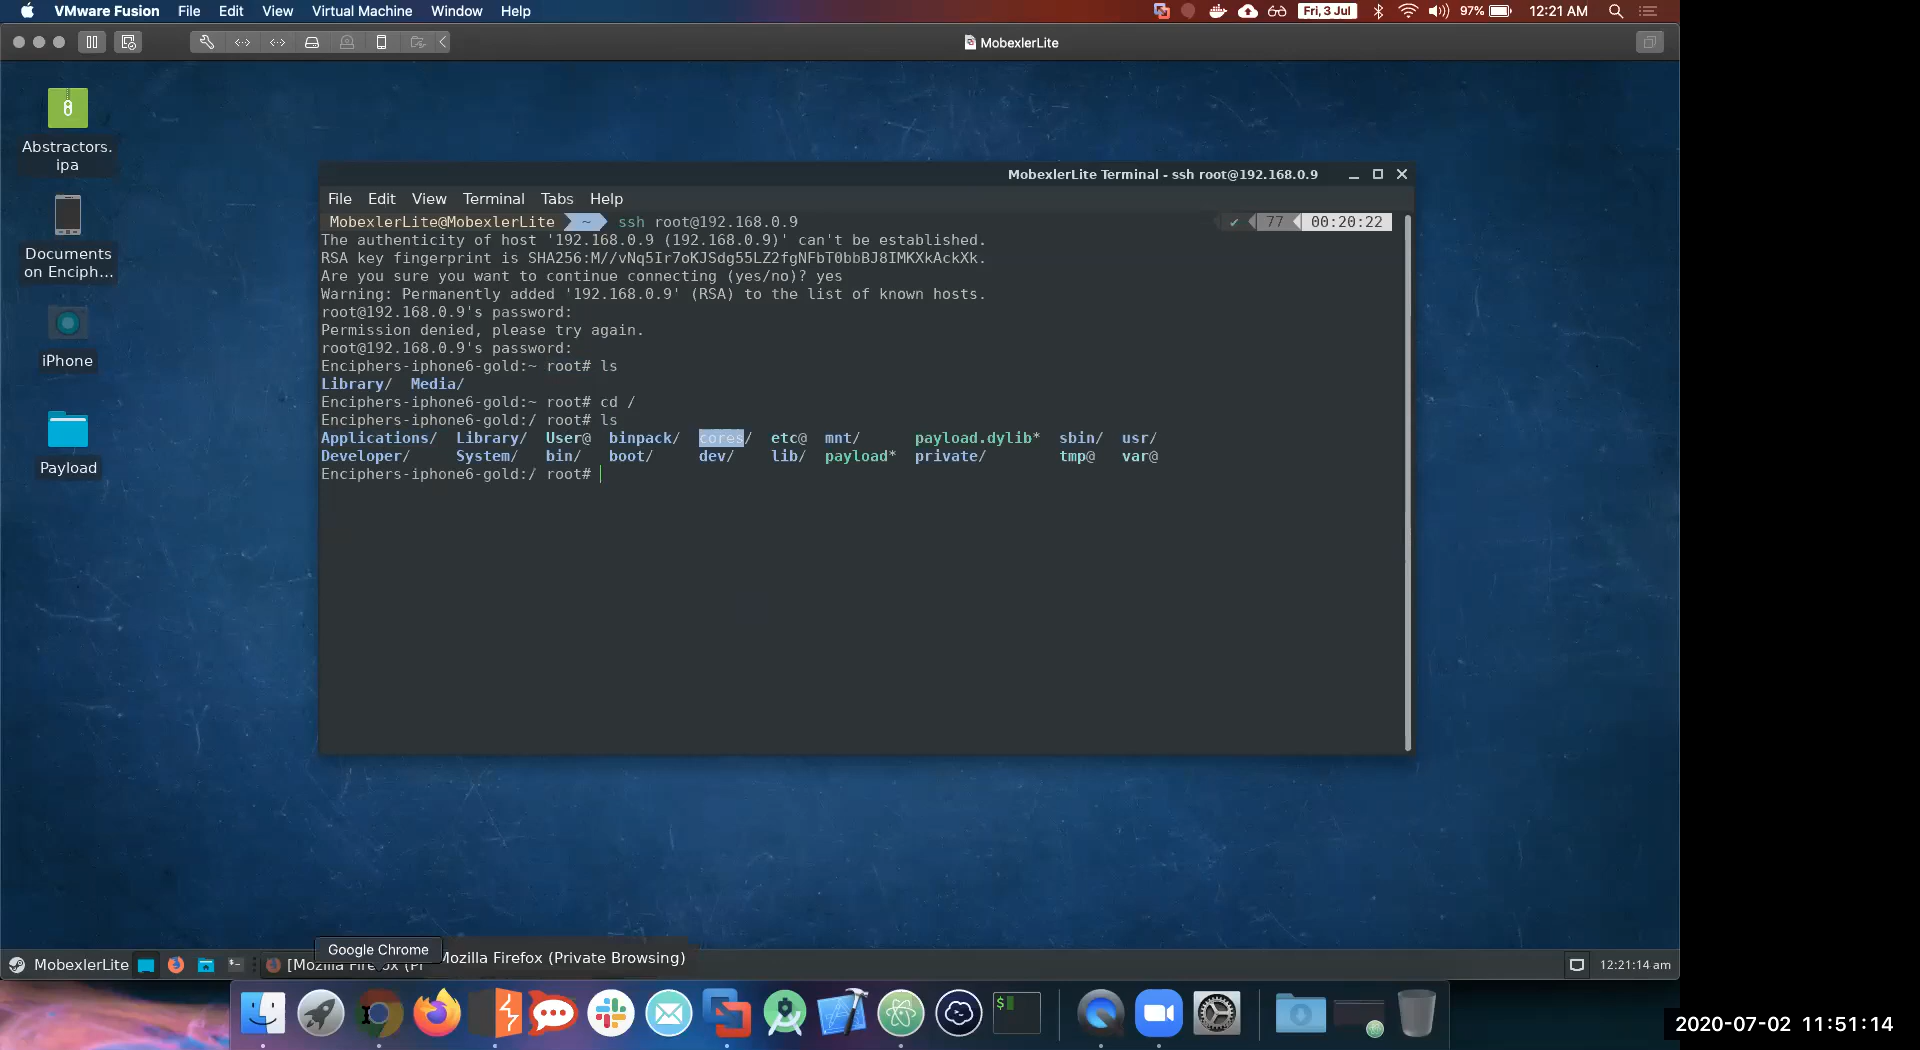 VMware Fusion File Edit View Virtual Machine Window Help
Fri, 3 Jul 97% 12:21 AM
MobexlerLite
Abstractors.
ipa
Documents
on Enciph...
iPhone
Payload
MobexlerLite Terminal - ssh root@192.168.0.9
File Edit View Terminal Tabs Help
MobexlerLite@MobexlerLite ~ ssh root@192.168.0.9 ✔ 77 00:20:22
The authenticity of host '192.168.0.9 (192.168.0.9)' can't be established.
RSA key fingerprint is SHA256:M//vNq5Ir7oKJSdg55LZ2fgNFbT0bbBJ8IMKXkAckXk.
Are you sure you want to continue connecting (yes/no)? yes
Warning: Permanently added '192.168.0.9' (RSA) to the list of known hosts.
root@192.168.0.9's password:
Permission denied, please try again.
root@192.168.0.9's password:
Enciphers-iphone6-gold:~ root# ls
Library/ Media/
Enciphers-iphone6-gold:~ root# cd /
Enciphers-iphone6-gold:/ root# ls
Applications/ Library/ User@ binpack/ cores/ etc@ mnt/ payload.dylib* sbin/ usr/
Developer/ System/ bin/ boot/ dev/ lib/ payload* private/ tmp@ var@
Enciphers-iphone6-gold:/ root#
Google Chrome
Mozilla Firefox (Private Browsing)
MobexlerLite [Mozilla Firefox (Pr 12:21:14 am
2020-07-02 11:51:14